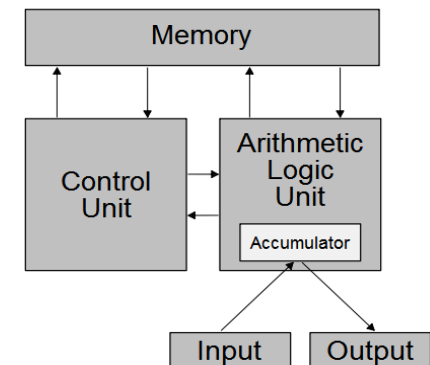 Memory
Control
Unit
Arithmetic
Logic
Unit
Accumulator
Input
Output